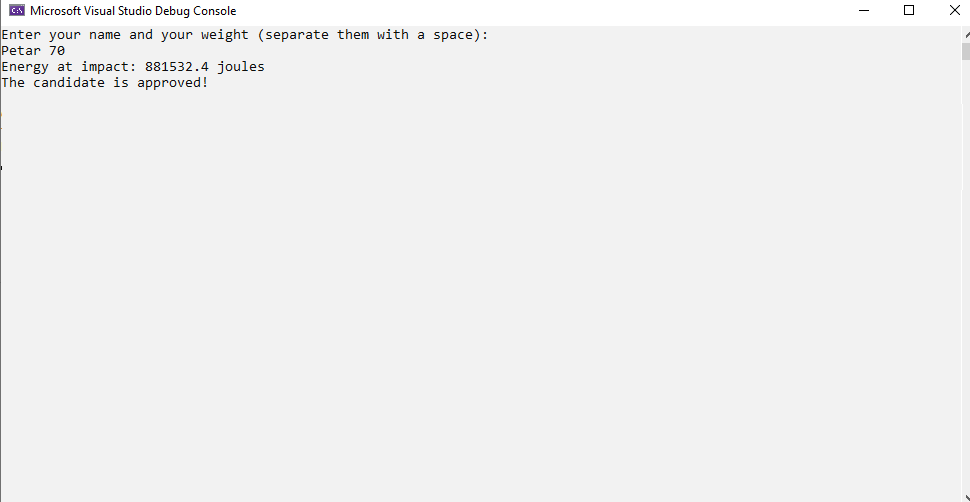 Microsoft Visual Studio Debug Console
Enter your name and your weight (separate them with a space):
Petar 70
Energy at impact: 881532.4 joules
The candidate is approved!